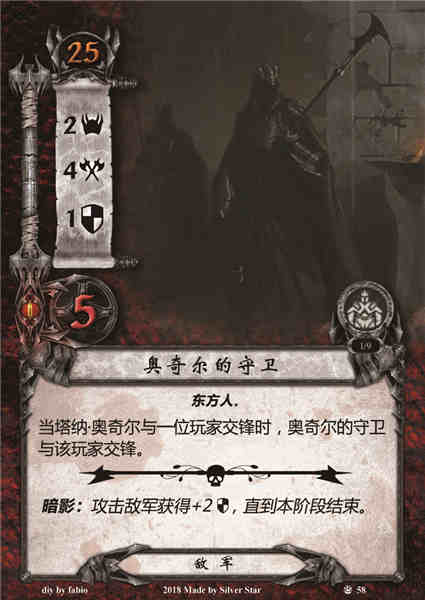 25
2
4
1
5
1/9
奥奇尔的守卫
东方人.
当塔纳·奥奇尔与一位玩家交锋时，奥奇尔的守卫
与该玩家交锋。
暗影：攻击敌军获得+2，直到本阶段结束。
敌 军
diy by fabio 2018 Made by Silver Star 58